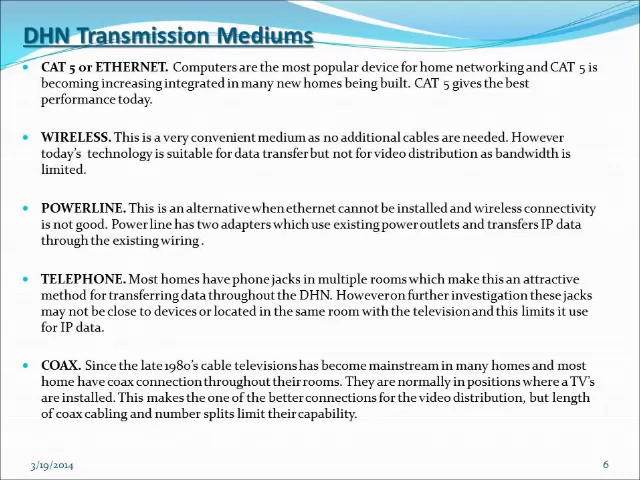 DHN Transmission Mediums
CAT 5 or ETHERNET. Computers are the most popular device for home networking and CAT 5 is
becoming increasing integrated in many new homes being built. CAT 5 gives the best
performance today.
WIRELESS. This is a very convenient medium as no additional cables are needed. However
today's technology is suitable for data transfer but not for video distribution as bandwidth is
limited.
POWERLINE. This is an alternative when ethernet cannot be installed and wireless connectivity
is not good. Power line has two adapters which use existing power outlets and transfers IP data
through the existing wiring .
TELEPHONE. Most homes have phone jacks in multiple rooms which make this an attractive
method for transferring data throughout the DHN. However on further investigation these jacks
may not be close to devices or located in the same room with the television and this limits it use
for IP data.
COAX. Since the late 1980's cable televisions has become mainstream in many homes and most
home have coax connection throughout their rooms. They are normally in positions where a TV's
are installed. This makes the one of the better connections for the video distribution, but length
of coax cabling and number splits limit their capability.
3/19/2014
6